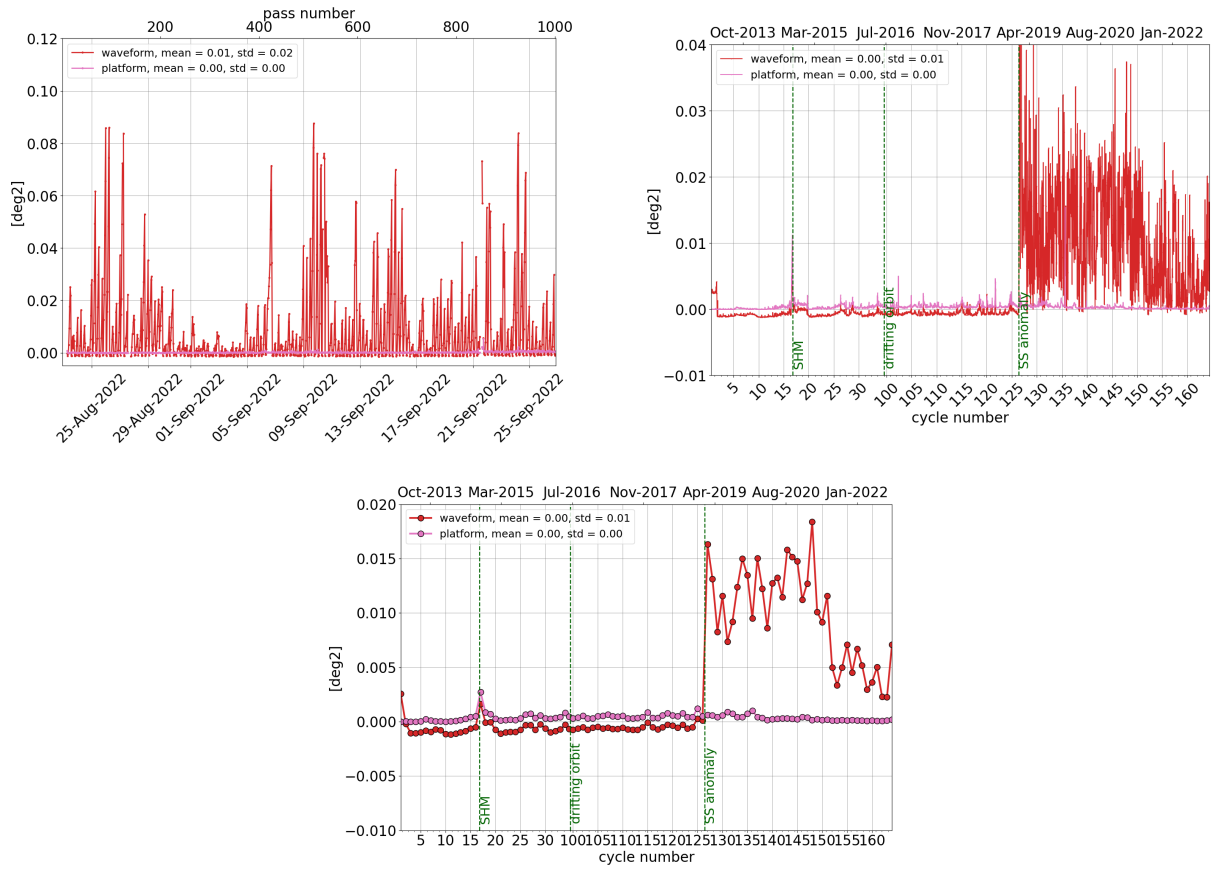 pass number
200 400 600 800 1000
0.12
0.10
0.08
0.06
0.04
0.02
0.00
[deg2]
waveform, mean = 0.01, std = 0.02
platform, mean = 0.00, std = 0.00
25-Aug-2022 29-Aug-2022 01-Sep-2022 05-Sep-2022 09-Sep-2022 13-Sep-2022 17-Sep-2022 21-Sep-2022 25-Sep-2022
Oct-2013 Mar-2015 Jul-2016 Nov-2017 Apr-2019 Aug-2020 Jan-2022
0.04
0.03
0.02
0.01
0.00
−0.01
[deg2]
waveform, mean = 0.00, std = 0.01
platform, mean = 0.00, std = 0.00
SHM
drifting orbit
SS anomaly
5 10 15 20 25 30 100 105 110 115 120 125 130 135 140 145 150 155 160
cycle number
Oct-2013 Mar-2015 Jul-2016 Nov-2017 Apr-2019 Aug-2020 Jan-2022
0.020
0.015
0.010
0.005
0.000
−0.005
−0.010
[deg2]
waveform, mean = 0.00, std = 0.01
platform, mean = 0.00, std = 0.00
SHM
drifting orbit
SS anomaly
5 10 15 20 25 30 100 105 110 115 120 125 130 135 140 145 150 155 160
cycle number